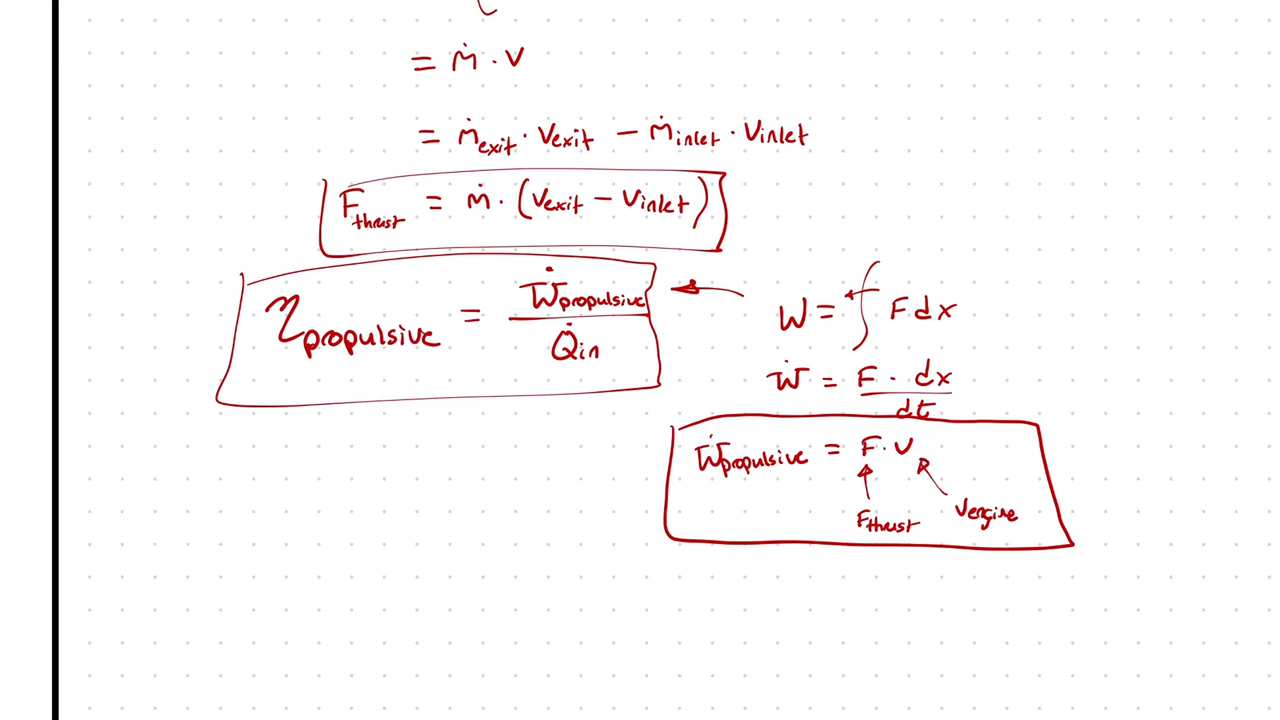 = ṁ · v
= ṁexit · Vexit − ṁinlet · Vinlet
Fthrust = ṁ · (Vexit − Vinlet)
ηpropulsive = Ẇpropulsive / Q̇in
W = ∫ F dx
Ẇ = F · dx / dt
Ẇpropulsive = F · v
Fthrust
Vengine